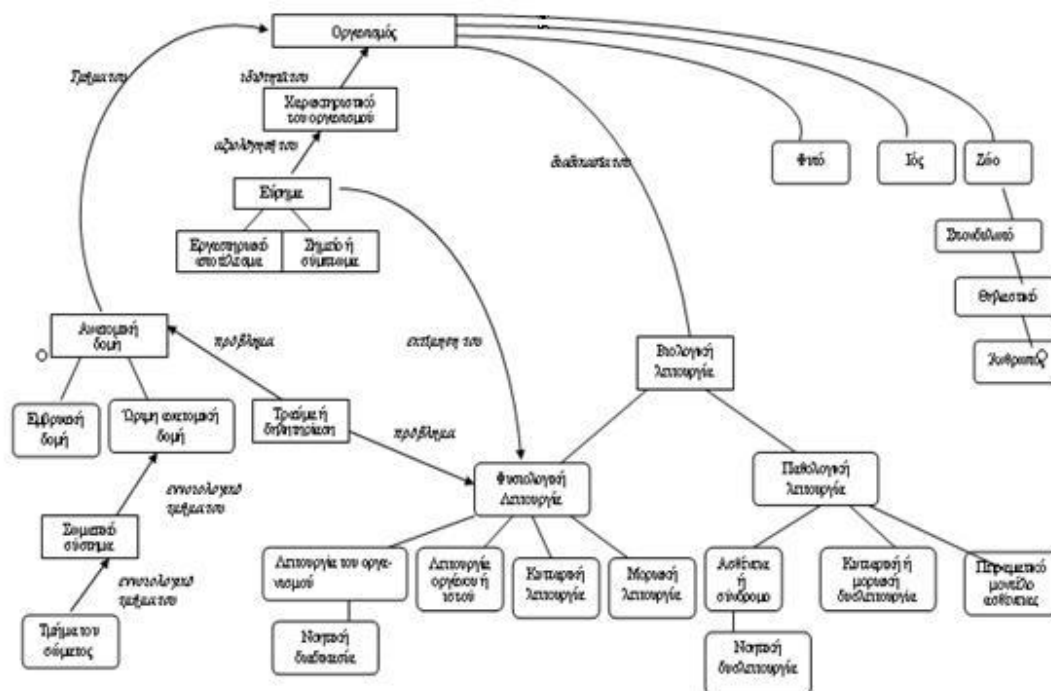 Οργανισμός
Τμήμα του
ιδιότητά του
Χαρακτηριστικό
του οργανισμού
αξιολόγησή του
διαδικασία του
Φυτό
Ιός
Ζώο
Εύρημα
Εργαστηριακό
αποτέλεσμα
Σημείο ή
σύμπτωμα
Σπονδυλωτό
Θηλαστικό
Άνθρωπος
Ανατομική
δομή
πρόβλημα
εκτίμηση του
Βιολογική
λειτουργία
Εμβρυική
δομή
Ώριμη ανατομική
δομή
Τραύμα ή
δηλητηρίαση
πρόβλημα
Φυσιολογική
Λειτουργία
Παθολογική
λειτουργία
εννοιολογικό
τμήμα του
Σωματικό
σύστημα
Λειτουργία του οργα-
νισμού
Λειτουργία
οργάνου ή
ιστού
Κυτταρική
λειτουργία
Μοριακή
λειτουργία
Ασθένεια
ή
σύνδρομο
Κυτταρική ή
μοριακή
δυσλειτουργία
Πειραματικό
μοντέλο
ασθένειας
εννοιολογικό
τμήμα του
Τμήμα του
σώματος
Νοητική
διαδικασία
Νοητική
δυσλειτουργία